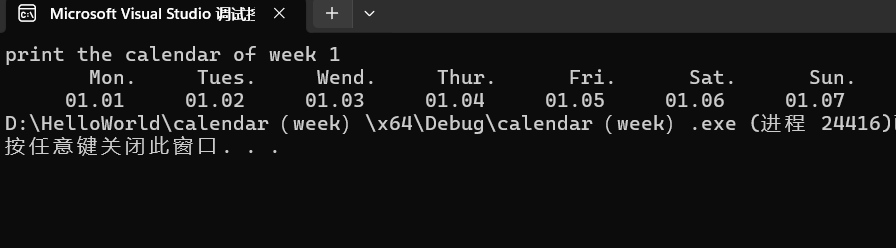 Microsoft Visual Studio 调试
print the calendar of week 1
Mon. Tues. Wend. Thur. Fri. Sat. Sun.
01.01 01.02 01.03 01.04 01.05 01.06 01.07
D:\HelloWorld\calendar（week）\x64\Debug\calendar（week）.exe (进程 24416)
按任意键关闭此窗口. . .